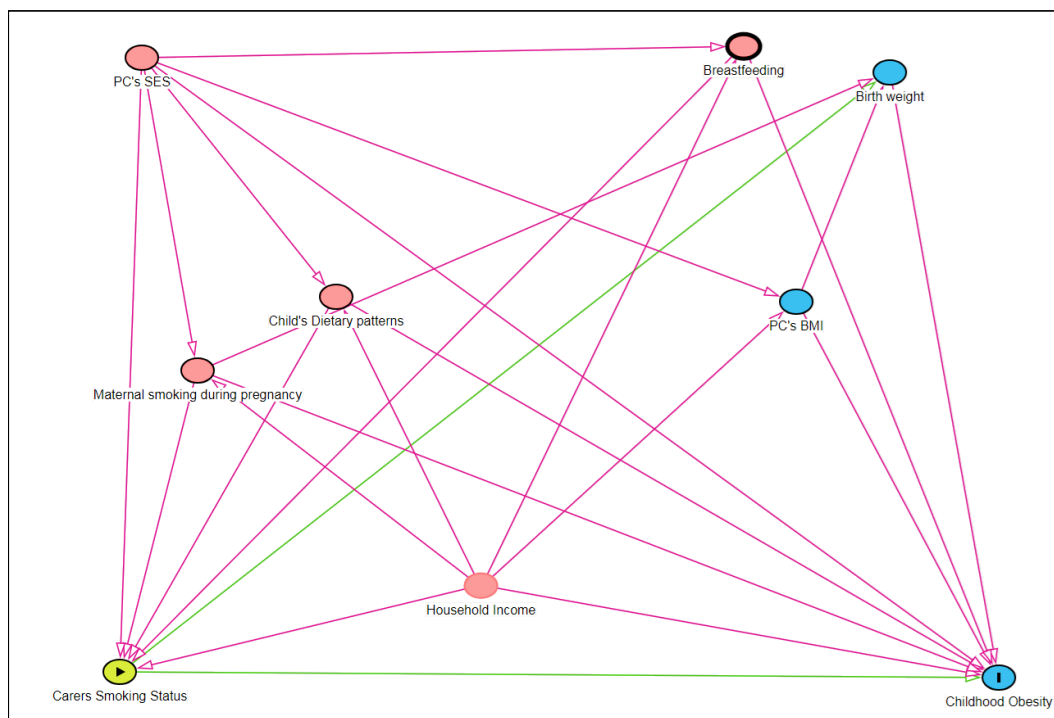 PC's SES
Breastfeeding
Birth weight
Child's Dietary patterns
PC's BMI
Maternal smoking during pregnancy
Household Income
Carers Smoking Status
Childhood Obesity